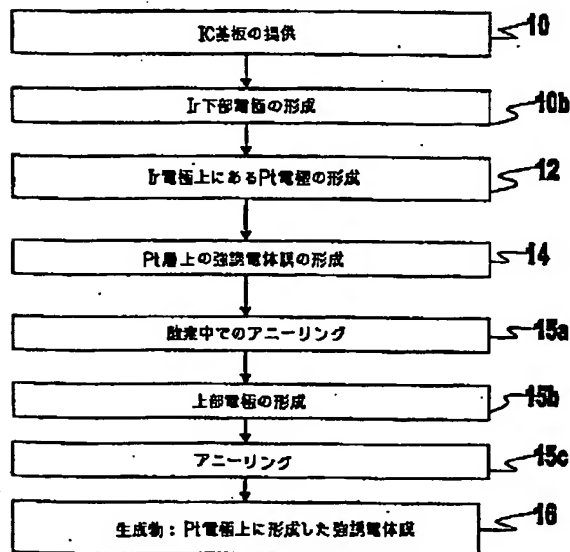 IC基板の提供
10
Ir下部電極の形成
10b
Ir電極上にあるPt電極の形成
12
Pt層上の強誘電体膜の形成
14
酸素中でのアニーリング
15a
上部電極の形成
15b
アニーリング
15c
生成物：Pt電極上に形成した強誘電体膜
16